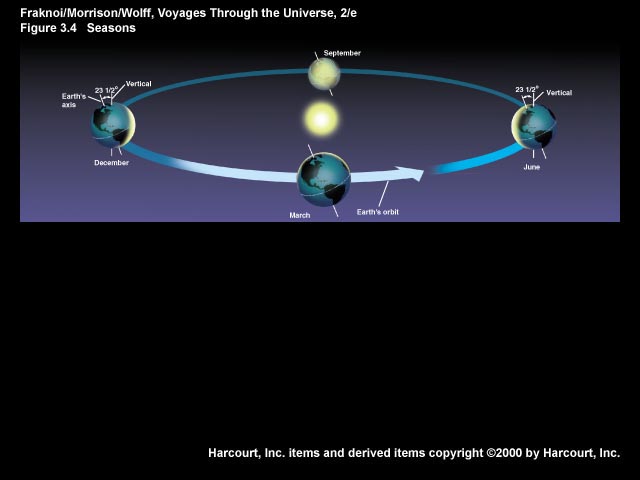 Fraknoi/Morrison/Wolff, Voyages Through the Universe, 2/e
Figure 3.4 Seasons
September
23 1/2°
Vertical
Earth's
axis
December
23 1/2°
Vertical
June
March
Earth's orbit
Harcourt, Inc. items and derived items copyright ©2000 by Harcourt, Inc.